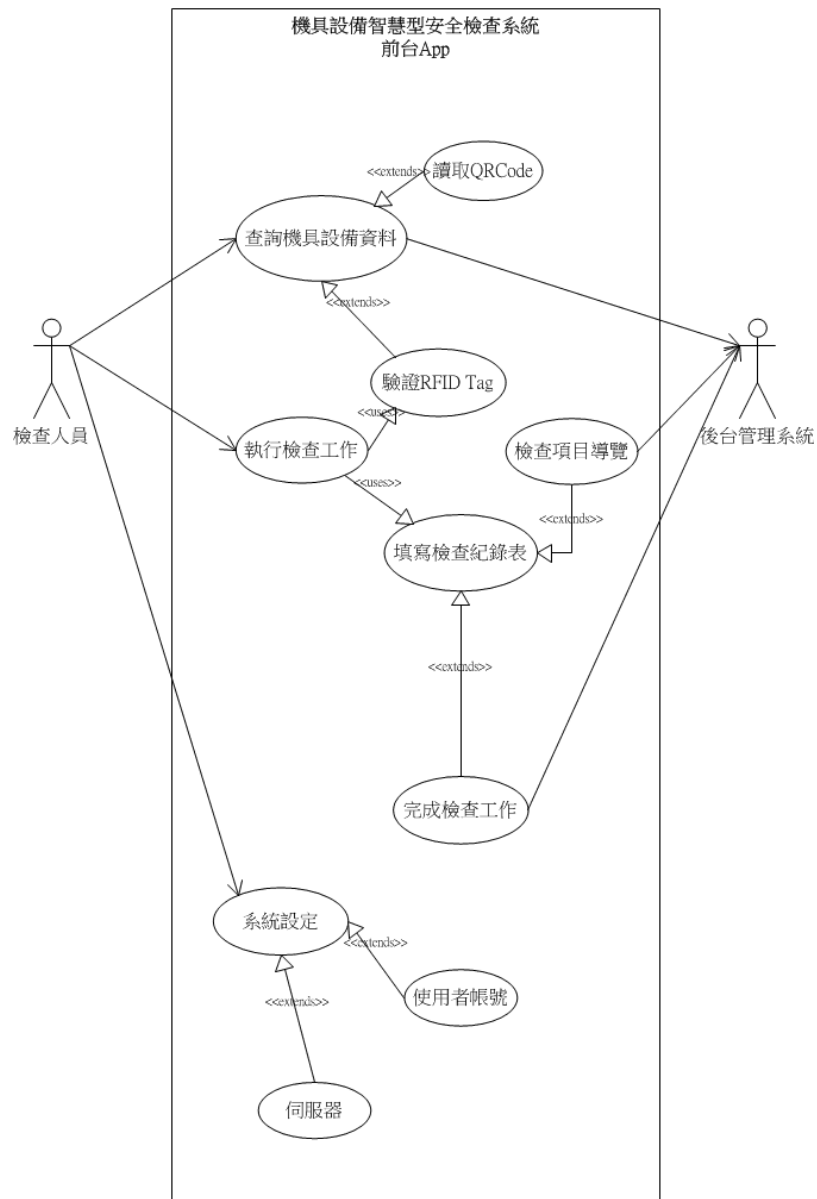 機具設備智慧型安全檢查系統
前台App
<<extends>>
讀取QRCode
查詢機具設備資料
<<extends>>
驗證RFID Tag
<<uses>>
檢查人員
執行檢查工作
檢查項目導覽
後台管理系統
<<uses>>
<<extends>>
填寫檢查紀錄表
<<extends>>
完成檢查工作
系統設定
<<extends>>
使用者帳號
<<extends>>
伺服器